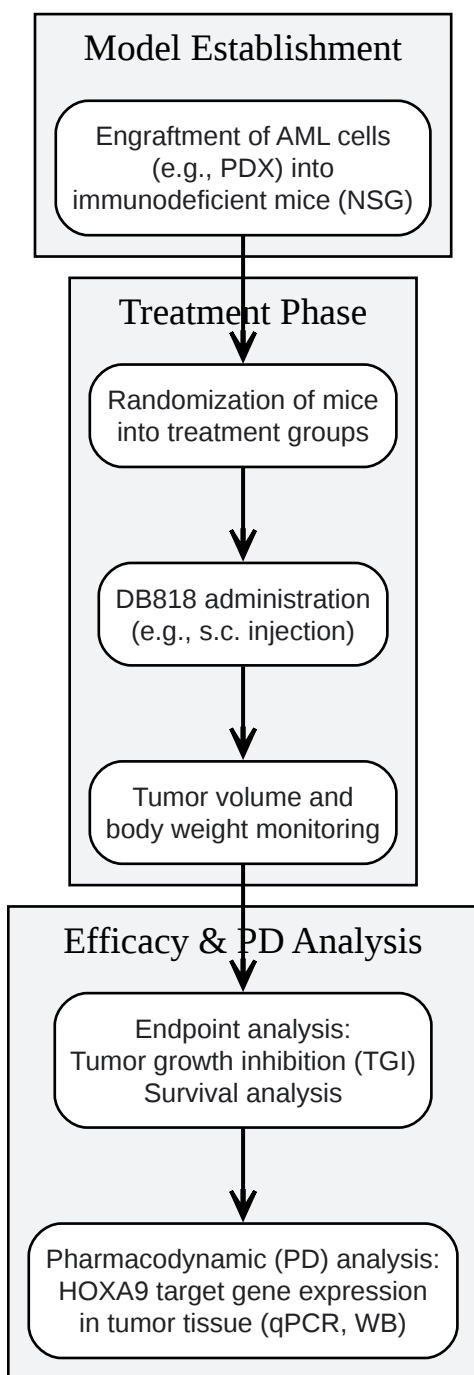 Model Establishment
Engraftment of AML cells
(e.g., PDX) into
immunodeficient mice (NSG)
Treatment Phase
Randomization of mice
into treatment groups
DB818 administration
(e.g., s.c. injection)
Tumor volume and
body weight monitoring
Efficacy & PD Analysis
Endpoint analysis:
Tumor growth inhibition (TGI)
Survival analysis
Pharmacodynamic (PD) analysis:
HOXA9 target gene expression
in tumor tissue (qPCR, WB)